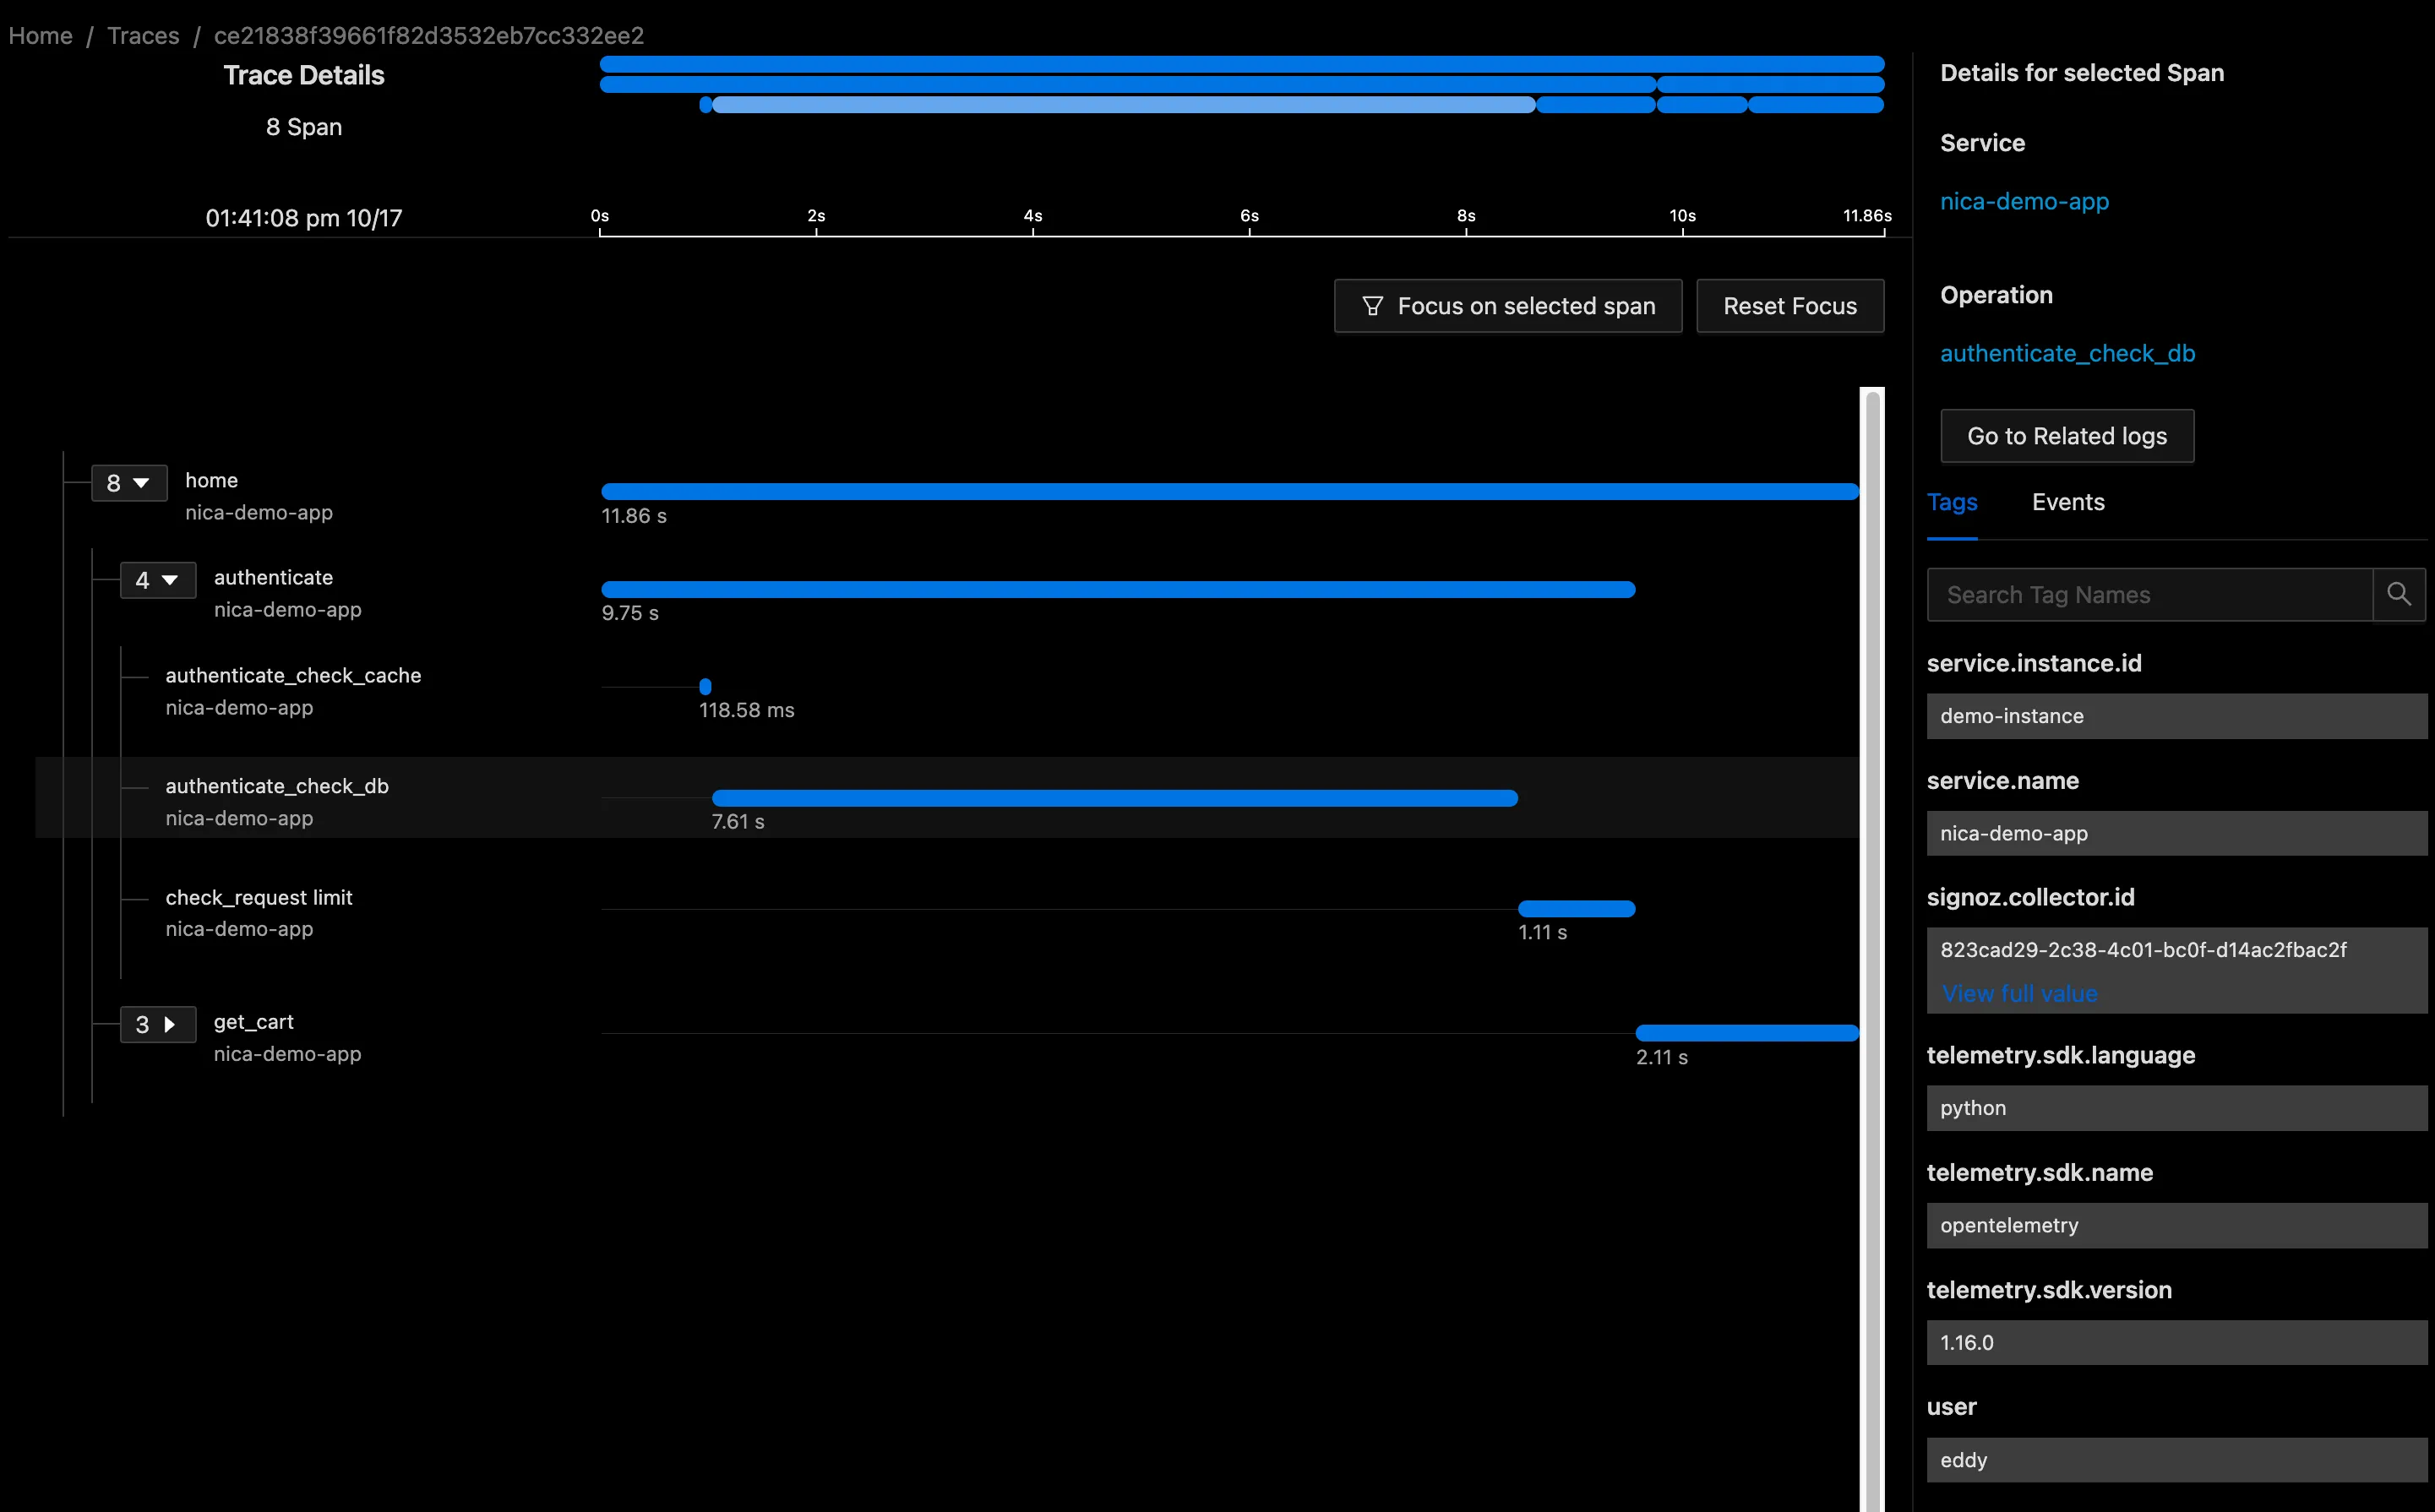 Home / Traces / ce21838f39661f82d3532eb7cc332ee2
Trace Details
8 Span
01:41:08 pm 10/17
0s 2s 4s 6s 8s 10s 11.86s
Focus on selected span
Reset Focus
8 home
nica-demo-app
11.86 s
4 authenticate
nica-demo-app
9.75 s
authenticate_check_cache
nica-demo-app
118.58 ms
authenticate_check_db
nica-demo-app
7.61 s
check_request limit
nica-demo-app
1.11 s
3 get_cart
nica-demo-app
2.11 s
Details for selected Span
Service
nica-demo-app
Operation
authenticate_check_db
Go to Related logs
Tags Events
Search Tag Names
service.instance.id
demo-instance
service.name
nica-demo-app
signoz.collector.id
823cad29-2c38-4c01-bc0f-d14ac2fbac2f
View full value
telemetry.sdk.language
python
telemetry.sdk.name
opentelemetry
telemetry.sdk.version
1.16.0
user
eddy